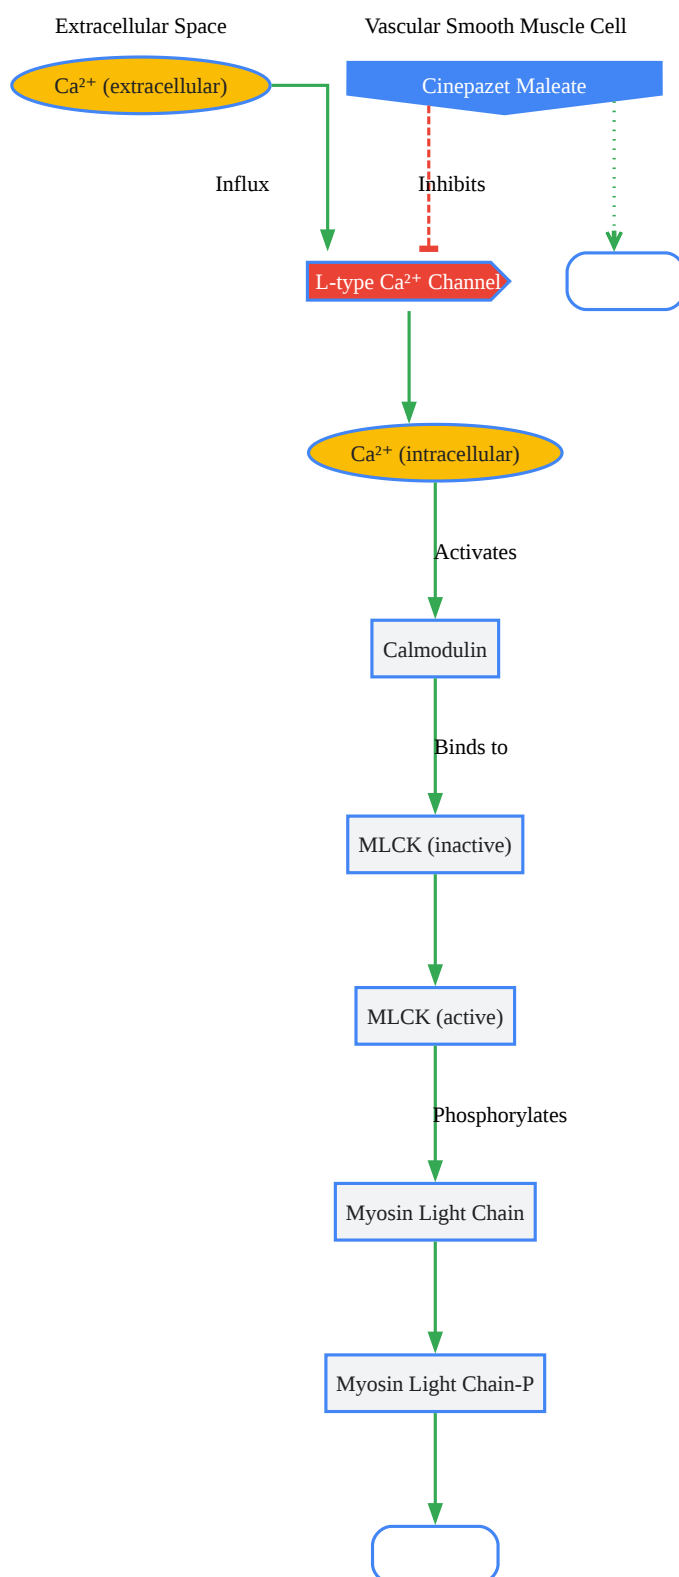 Extracellular Space
Vascular Smooth Muscle Cell
Ca²⁺ (extracellular)
Cinepazet Maleate
Influx
Inhibits
L-type Ca²⁺ Channel
Ca²⁺ (intracellular)
Activates
Calmodulin
Binds to
MLCK (inactive)
MLCK (active)
Phosphorylates
Myosin Light Chain
Myosin Light Chain-P